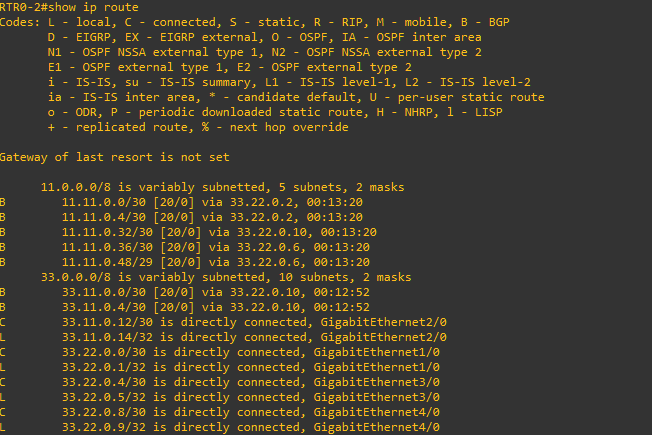 RTR0-2#show ip route
Codes: L - local, C - connected, S - static, R - RIP, M - mobile, B - BGP
       D - EIGRP, EX - EIGRP external, O - OSPF, IA - OSPF inter area
       N1 - OSPF NSSA external type 1, N2 - OSPF NSSA external type 2
       E1 - OSPF external type 1, E2 - OSPF external type 2
       i - IS-IS, su - IS-IS summary, L1 - IS-IS level-1, L2 - IS-IS level-2
       ia - IS-IS inter area, * - candidate default, U - per-user static route
       o - ODR, P - periodic downloaded static route, H - NHRP, l - LISP
       + - replicated route, % - next hop override

Gateway of last resort is not set

      11.0.0.0/8 is variably subnetted, 5 subnets, 2 masks
B        11.11.0.0/30 [20/0] via 33.22.0.2, 00:13:20
B        11.11.0.4/30 [20/0] via 33.22.0.2, 00:13:20
B        11.11.0.32/30 [20/0] via 33.22.0.10, 00:13:20
B        11.11.0.36/30 [20/0] via 33.22.0.6, 00:13:20
B        11.11.0.48/29 [20/0] via 33.22.0.6, 00:13:20
      33.0.0.0/8 is variably subnetted, 10 subnets, 2 masks
B        33.11.0.0/30 [20/0] via 33.22.0.10, 00:12:52
B        33.11.0.4/30 [20/0] via 33.22.0.10, 00:12:52
C        33.11.0.12/30 is directly connected, GigabitEthernet2/0
L        33.11.0.14/32 is directly connected, GigabitEthernet2/0
C        33.22.0.0/30 is directly connected, GigabitEthernet1/0
L        33.22.0.1/32 is directly connected, GigabitEthernet1/0
C        33.22.0.4/30 is directly connected, GigabitEthernet3/0
L        33.22.0.5/32 is directly connected, GigabitEthernet3/0
C        33.22.0.8/30 is directly connected, GigabitEthernet4/0
L        33.22.0.9/32 is directly connected, GigabitEthernet4/0